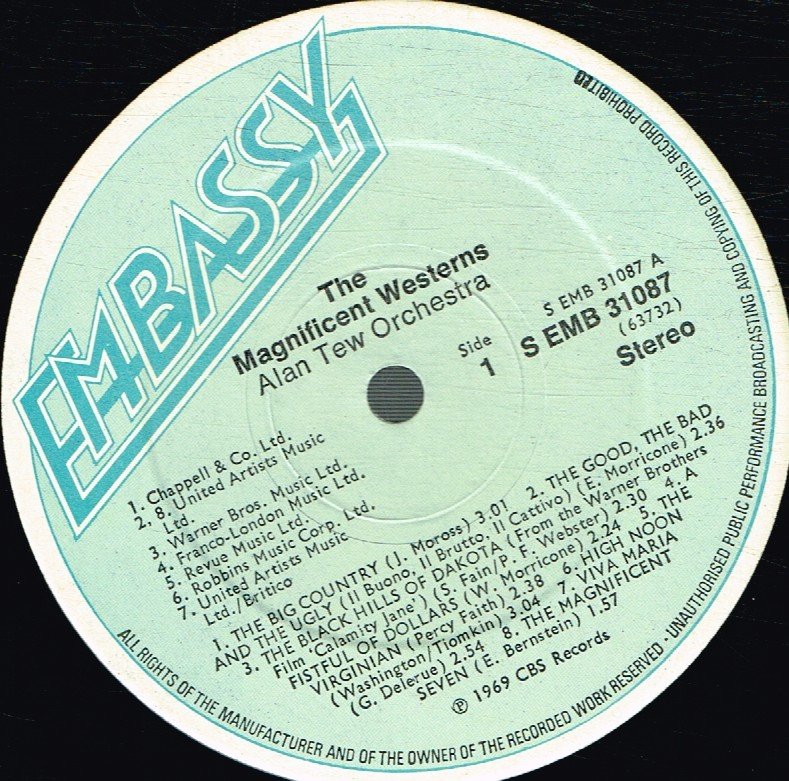 EMBASSY
The
Magnificent Westerns
Alan Tew Orchestra
Side
1
S EMB 31087 A
S EMB 31087
(63732)
Stereo
1. Chappell & Co. Ltd.
2. 8. United Artists Music
Ltd.
3. Warner Bros. Music Ltd.
4. Franco-London Music Ltd.
5. Revue Music Ltd.
6. Robbins Music Corp. Ltd.
7. United Artists Music
Ltd./Britico
1. THE BIG COUNTRY (J. Moross) 3.01 2. THE GOOD, THE BAD
AND THE UGLY (Il Buono, Il Brutto, Il Cattivo) (E. Morricone) 2.36
3. THE BLACK HILLS OF DAKOTA (From the Warner Brothers
Film 'Calamity Jane') (S. Fain/P. F. Webster) 2.30 4. A
FISTFUL OF DOLLARS (W. Morricone) 2.24 5. THE
VIRGINIAN (Percy Faith) 2.38 6. HIGH NOON
(Washington/Tiomkin) 3.04 7. VIVA MARIA
(G. Delerue) 2.54 8. THE MAGNIFICENT
SEVEN (E. Bernstein) 1.57
℗ 1969 CBS Records
ALL RIGHTS OF THE MANUFACTURER AND OF THE OWNER OF THE RECORDED WORK RESERVED - UNAUTHORISED PUBLIC PERFORMANCE BROADCASTING AND COPYING OF THIS RECORD PROHIBITED